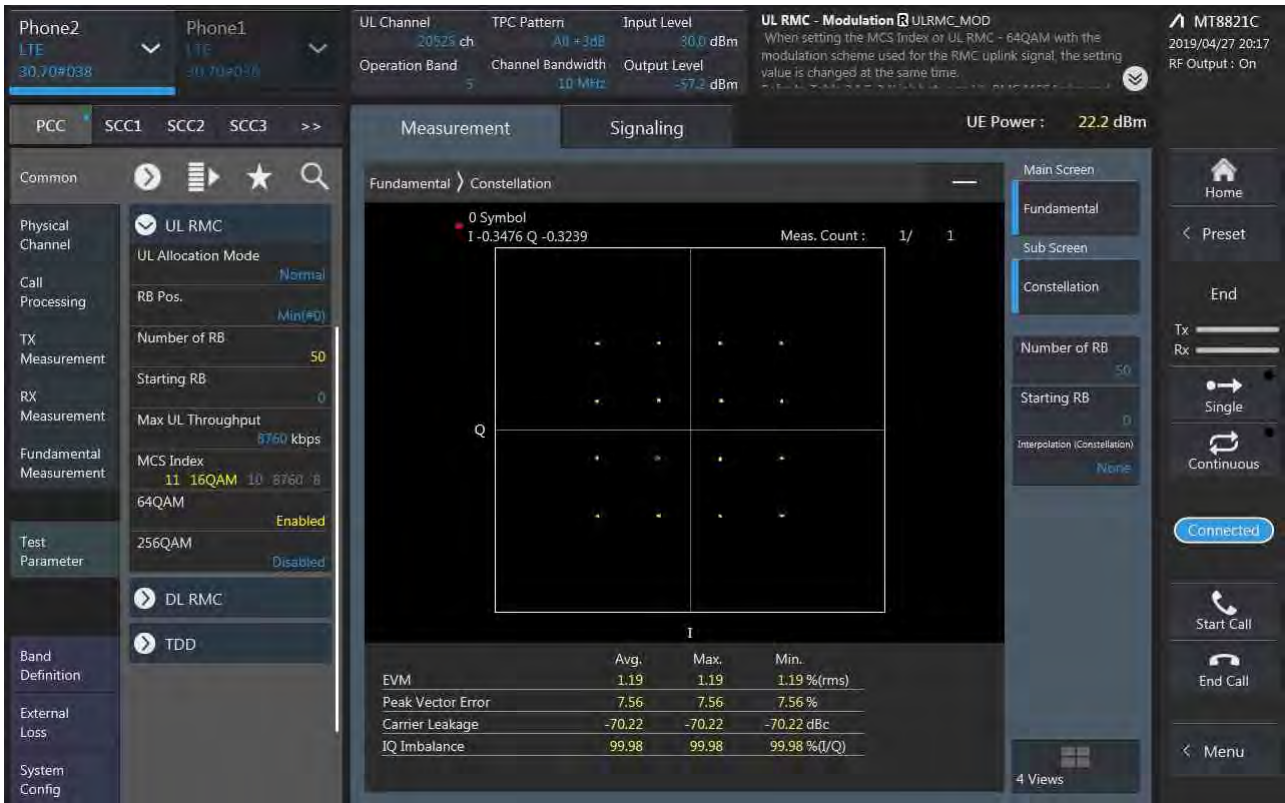 Phone2
LTE
30.70#038
Phone1
LTE
30.70#038
UL Channel
20525 ch
Operation Band
5
TPC Pattern
All +3dB
Channel Bandwidth
10 MHz
Input Level
30.0 dBm
Output Level
-57.2 dBm
UL RMC - Modulation R ULRMC_MOD
When setting the MCS Index or UL RMC - 64QAM with the
modulation scheme used for the RMC uplink signal, the setting
value is changed at the same time.
MT8821C
2019/04/27 20:17
RF Output : On
PCC SCC1 SCC2 SCC3 >>
Measurement
Signaling
UE Power : 22.2 dBm
Common
Physical
Channel
Call
Processing
TX
Measurement
RX
Measurement
Fundamental
Measurement
Test
Parameter
Band
Definition
External
Loss
System
Config
UL RMC
UL Allocation Mode
Normal
RB Pos.
Min(#0)
Number of RB
50
Starting RB
0
Max UL Throughput
8760 kbps
MCS Index
11 16QAM 10 8760 8
64QAM
Enabled
256QAM
Disabled
DL RMC
TDD
Fundamental 〉 Constellation
0 Symbol
I -0.3476 Q -0.3239
Meas. Count : 1/ 1
Q
I
Avg. Max. Min.
EVM 1.19 1.19 1.19 %(rms)
Peak Vector Error 7.56 7.56 7.56 %
Carrier Leakage -70.22 -70.22 -70.22 dBc
IQ Imbalance 99.98 99.98 99.98 %(I/Q)
Main Screen
Fundamental
Sub Screen
Constellation
Number of RB
50
Starting RB
0
Interpolation (Constellation)
None
4 Views
Home
< Preset
End
Tx
Rx
Single
Continuous
Connected
Start Call
End Call
< Menu